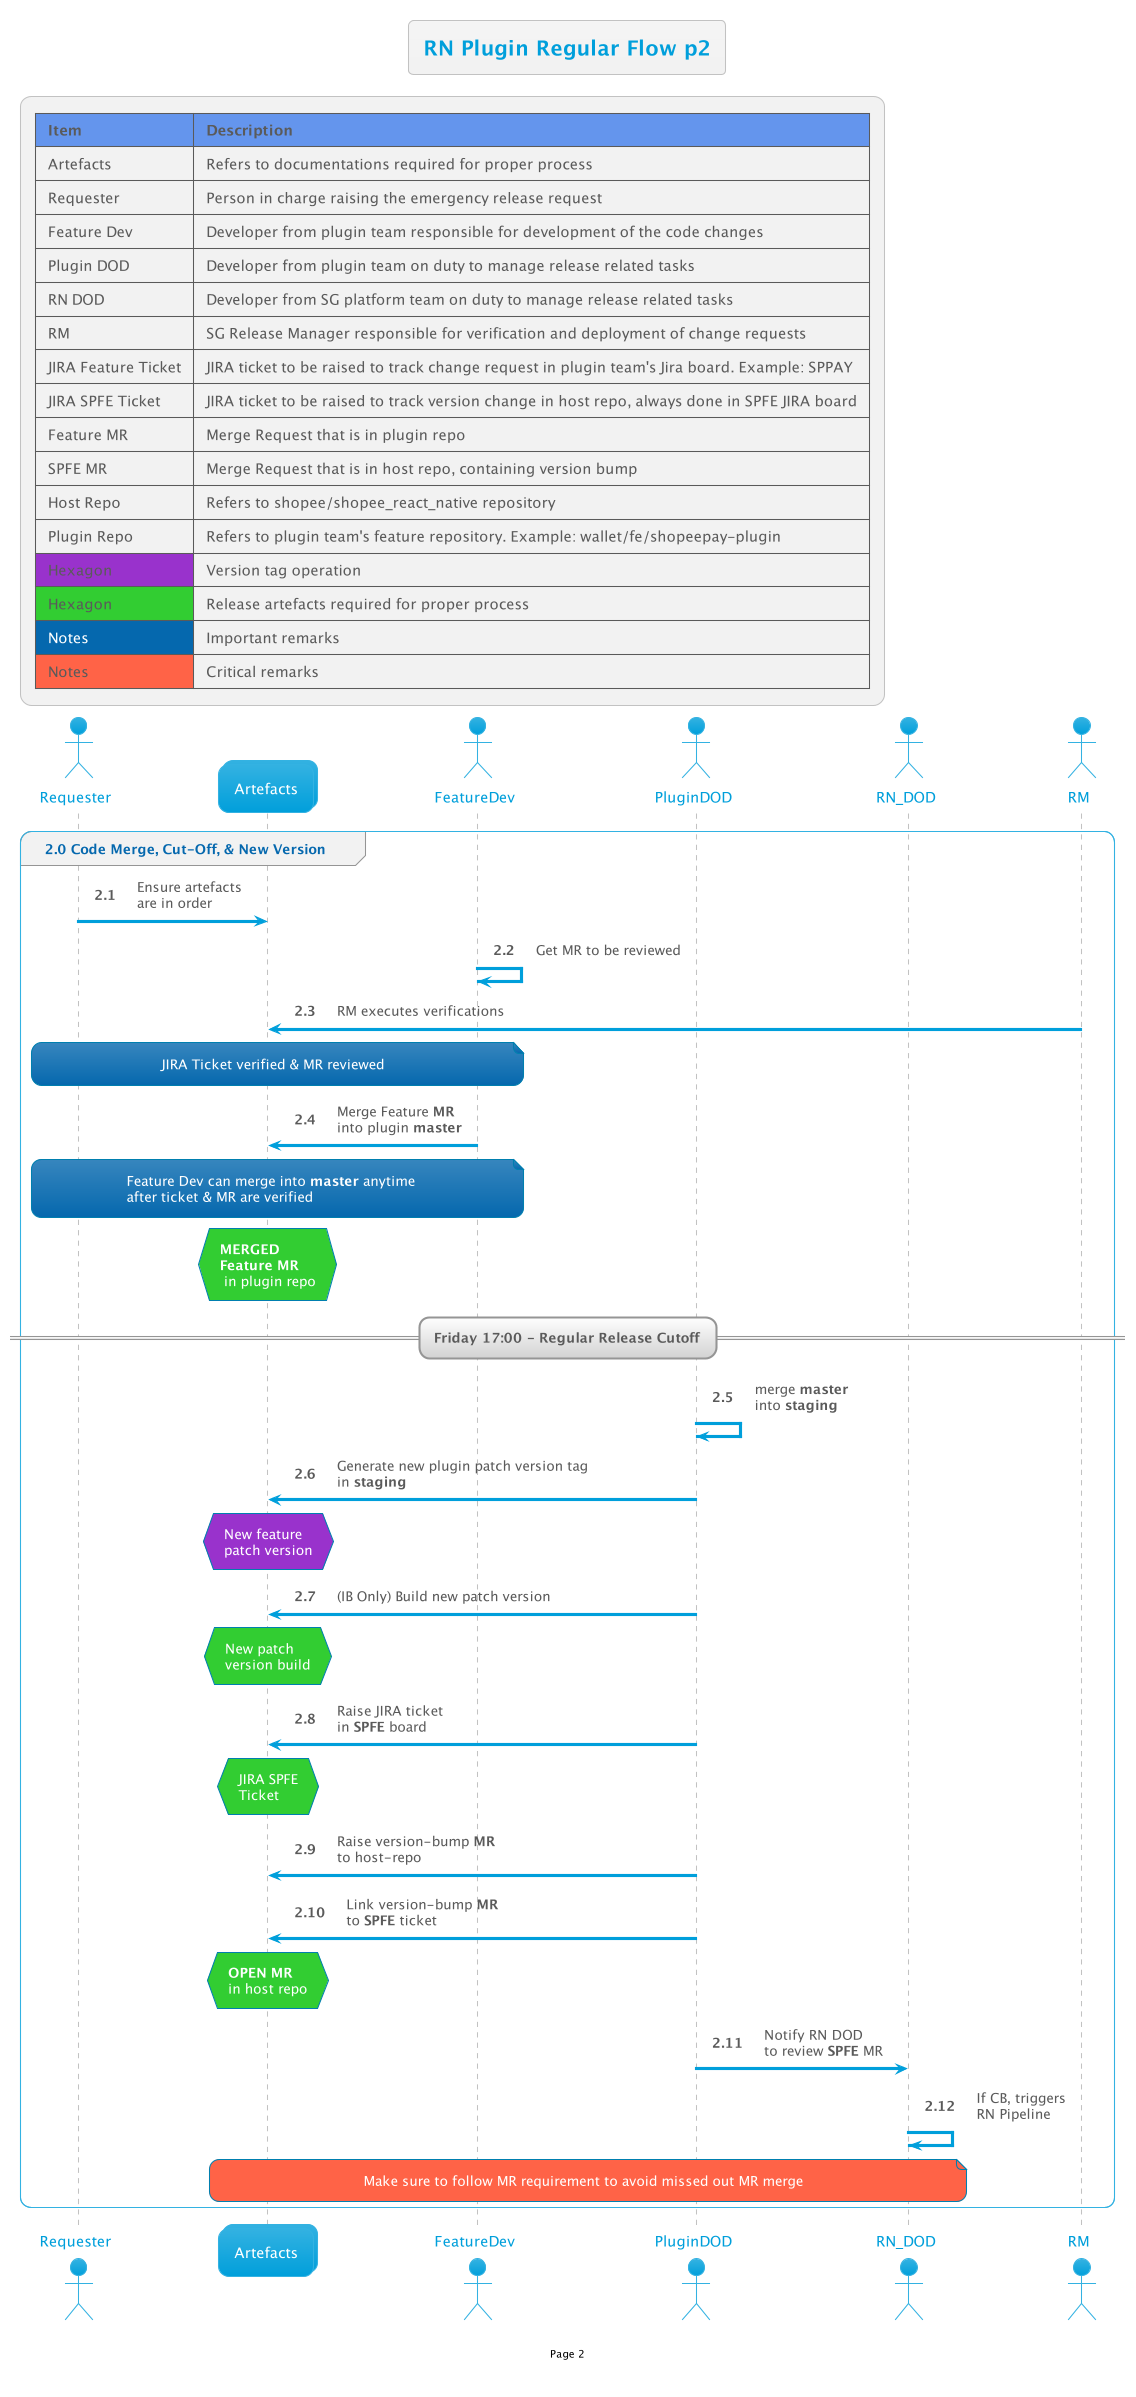 RN Plugin Regular Flow p2
Item Description
Artefacts Refers to documentations required for proper process
Requester Person in charge raising the emergency release request
Feature Dev Developer from plugin team responsible for development of the code changes
Plugin DOD Developer from plugin team on duty to manage release related tasks
RN DOD Developer from SG platform team on duty to manage release related tasks
RM SG Release Manager responsible for verification and deployment of change requests
JIRA Feature Ticket JIRA ticket to be raised to track change request in plugin team's Jira board. Example: SPPAY
JIRA SPFE Ticket JIRA ticket to be raised to track version change in host repo, always done in SPFE JIRA board
Feature MR Merge Request that is in plugin repo
SPFE MR Merge Request that is in host repo, containing version bump
Host Repo Refers to shopee/shopee_react_native repository
Plugin Repo Refers to plugin team's feature repository. Example: wallet/fe/shopeepay-plugin
Hexagon Version tag operation
Hexagon Release artefacts required for proper process
Notes Important remarks
Notes Critical remarks
Requester Artefacts FeatureDev PluginDOD RN_DOD RM
2.0 Code Merge, Cut-Off, & New Version
2.1 Ensure artefacts
are in order
2.2 Get MR to be reviewed
2.3 RM executes verifications
JIRA Ticket verified & MR reviewed
2.4 Merge Feature MR
into plugin master
Feature Dev can merge into master anytime
after ticket & MR are verified
MERGED
Feature MR
in plugin repo
Friday 17:00 - Regular Release Cutoff
2.5 merge master
into staging
2.6 Generate new plugin patch version tag
in staging
New feature
patch version
2.7 (IB Only) Build new patch version
New patch
version build
2.8 Raise JIRA ticket
in SPFE board
JIRA SPFE
Ticket
2.9 Raise version-bump MR
to host-repo
2.10 Link version-bump MR
to SPFE ticket
OPEN MR
in host repo
2.11 Notify RN DOD
to review SPFE MR
2.12 If CB, triggers
RN Pipeline
Make sure to follow MR requirement to avoid missed out MR merge
Requester Artefacts FeatureDev PluginDOD RN_DOD RM
Page 2